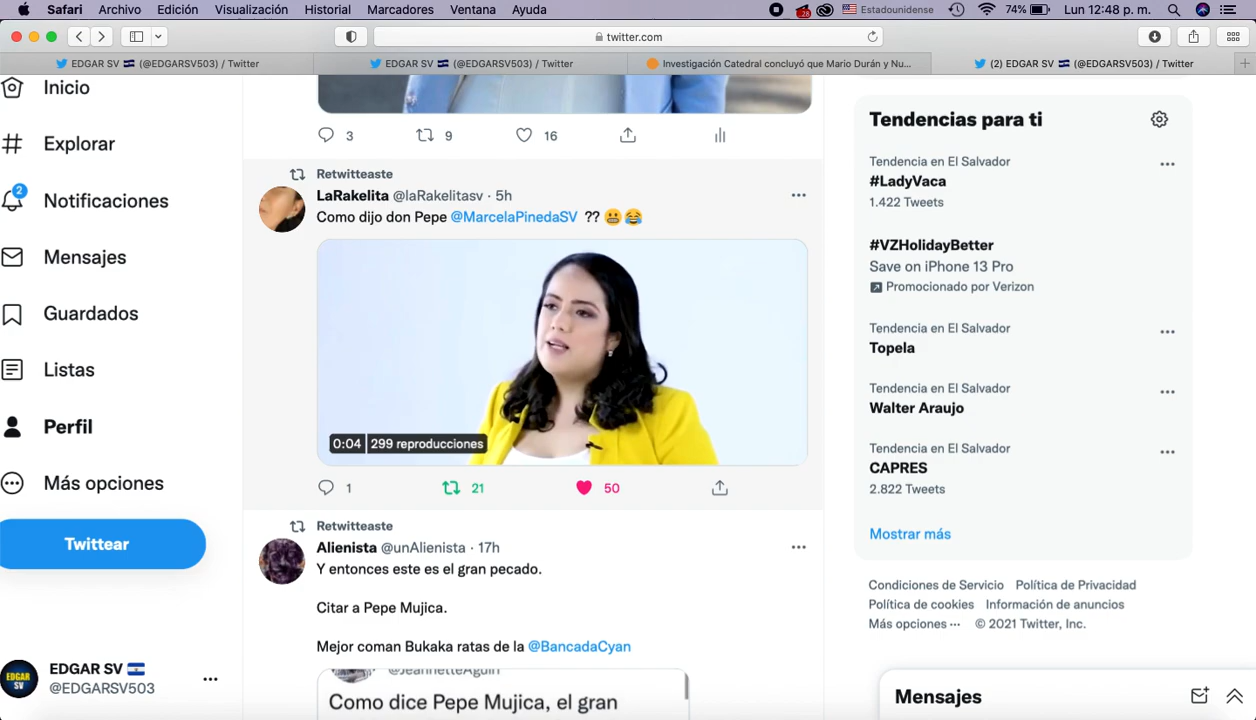 Safari Archivo Edición Visualización Historial Marcadores Ventana Ayuda 28 Estadounidense 74% Lun 12:48 p. m.
twitter.com
EDGAR SV 🇸🇻 (@EDGARSV503) / Twitter
EDGAR SV 🇸🇻 (@EDGARSV503) / Twitter
Investigación Catedral concluyó que Mario Durán y Nu...
(2) EDGAR SV 🇸🇻 (@EDGARSV503) / Twitter
Inicio
Explorar
2
Notificaciones
Mensajes
Guardados
Listas
Perfil
Más opciones
Twittear
EDGAR SV
EDGAR SV 🇸🇻
@EDGARSV503
3 9 16
Retwitteaste
LaRakelita @laRakelitasv · 5h
Como dijo don Pepe @MarcelaPinedaSV ?? 😬😂
0:04 299 reproducciones
1 21 50
Retwitteaste
Alienista @unAlienista · 17h
Y entonces este es el gran pecado.
Citar a Pepe Mujica.
Mejor coman Bukaka ratas de la @BancadaCyan
@JeannetteAguirr
Como dice Pepe Mujica, el gran
Tendencias para ti
Tendencia en El Salvador
#LadyVaca
1.422 Tweets
#VZHolidayBetter
Save on iPhone 13 Pro
Promocionado por Verizon
Tendencia en El Salvador
Topela
Tendencia en El Salvador
Walter Araujo
Tendencia en El Salvador
CAPRES
2.822 Tweets
Mostrar más
Condiciones de Servicio Política de Privacidad
Política de cookies Información de anuncios
Más opciones ··· © 2021 Twitter, Inc.
Mensajes